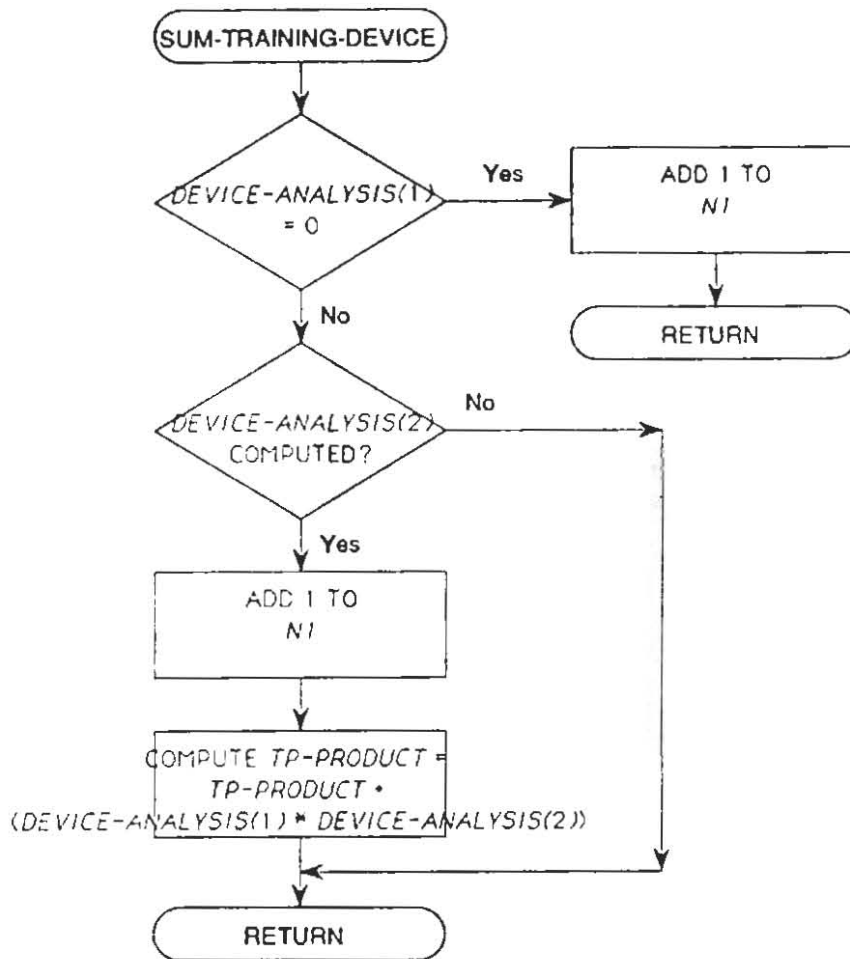 SUM-TRAINING-DEVICE
DEVICE-ANALYSIS(1)
= 0
Yes
ADD 1 TO
N1
RETURN
No
DEVICE-ANALYSIS(2)
COMPUTED?
No
Yes
ADD 1 TO
N1
COMPUTE TP-PRODUCT =
TP-PRODUCT +
(DEVICE-ANALYSIS(1) * DEVICE-ANALYSIS(2))
RETURN